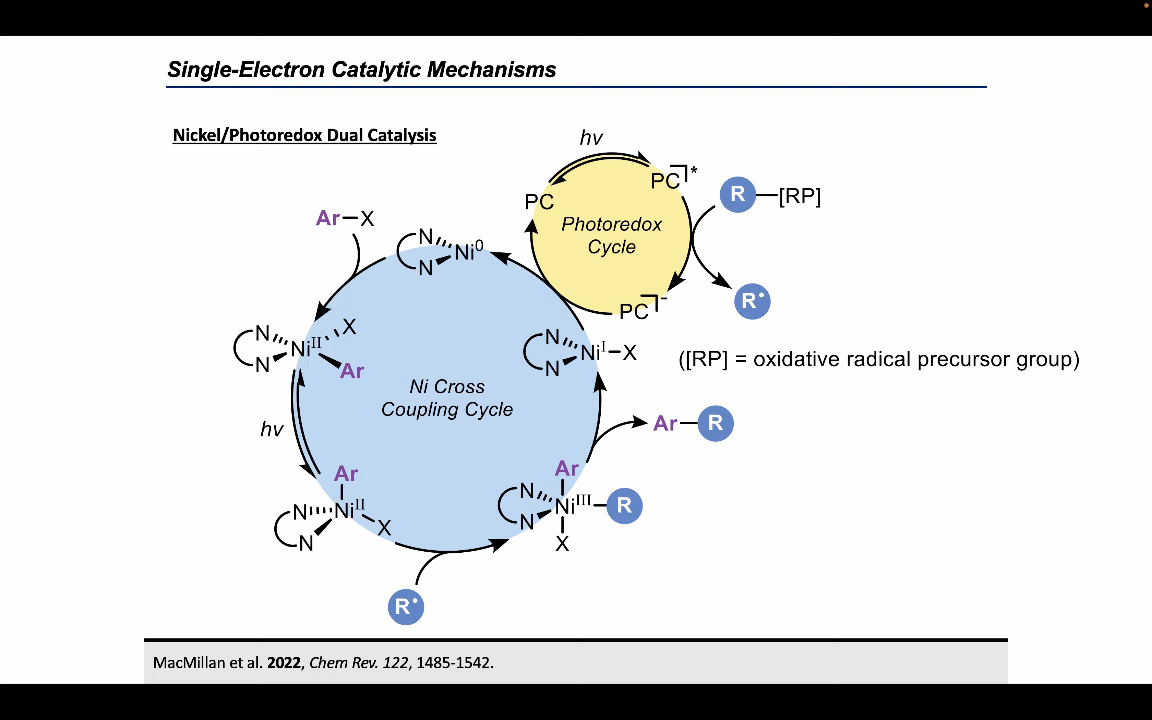 Single-Electron Catalytic Mechanisms
Nickel/Photoredox Dual Catalysis
hν
PC
PC]*
R—[RP]
Photoredox
Cycle
Ar—X
N
N
Ni⁰
R•
PC]⁻
N
N
Niᴵᴵ
X
Ar
N
N
Niᴵ—X
([RP] = oxidative radical precursor group)
Ni Cross
Coupling Cycle
hν
Ar—R
Ar
N
N
Niᴵᴵ
X
Ar
N
N
Niᴵᴵᴵ—R
X
R•
MacMillan et al. 2022, Chem Rev. 122, 1485-1542.